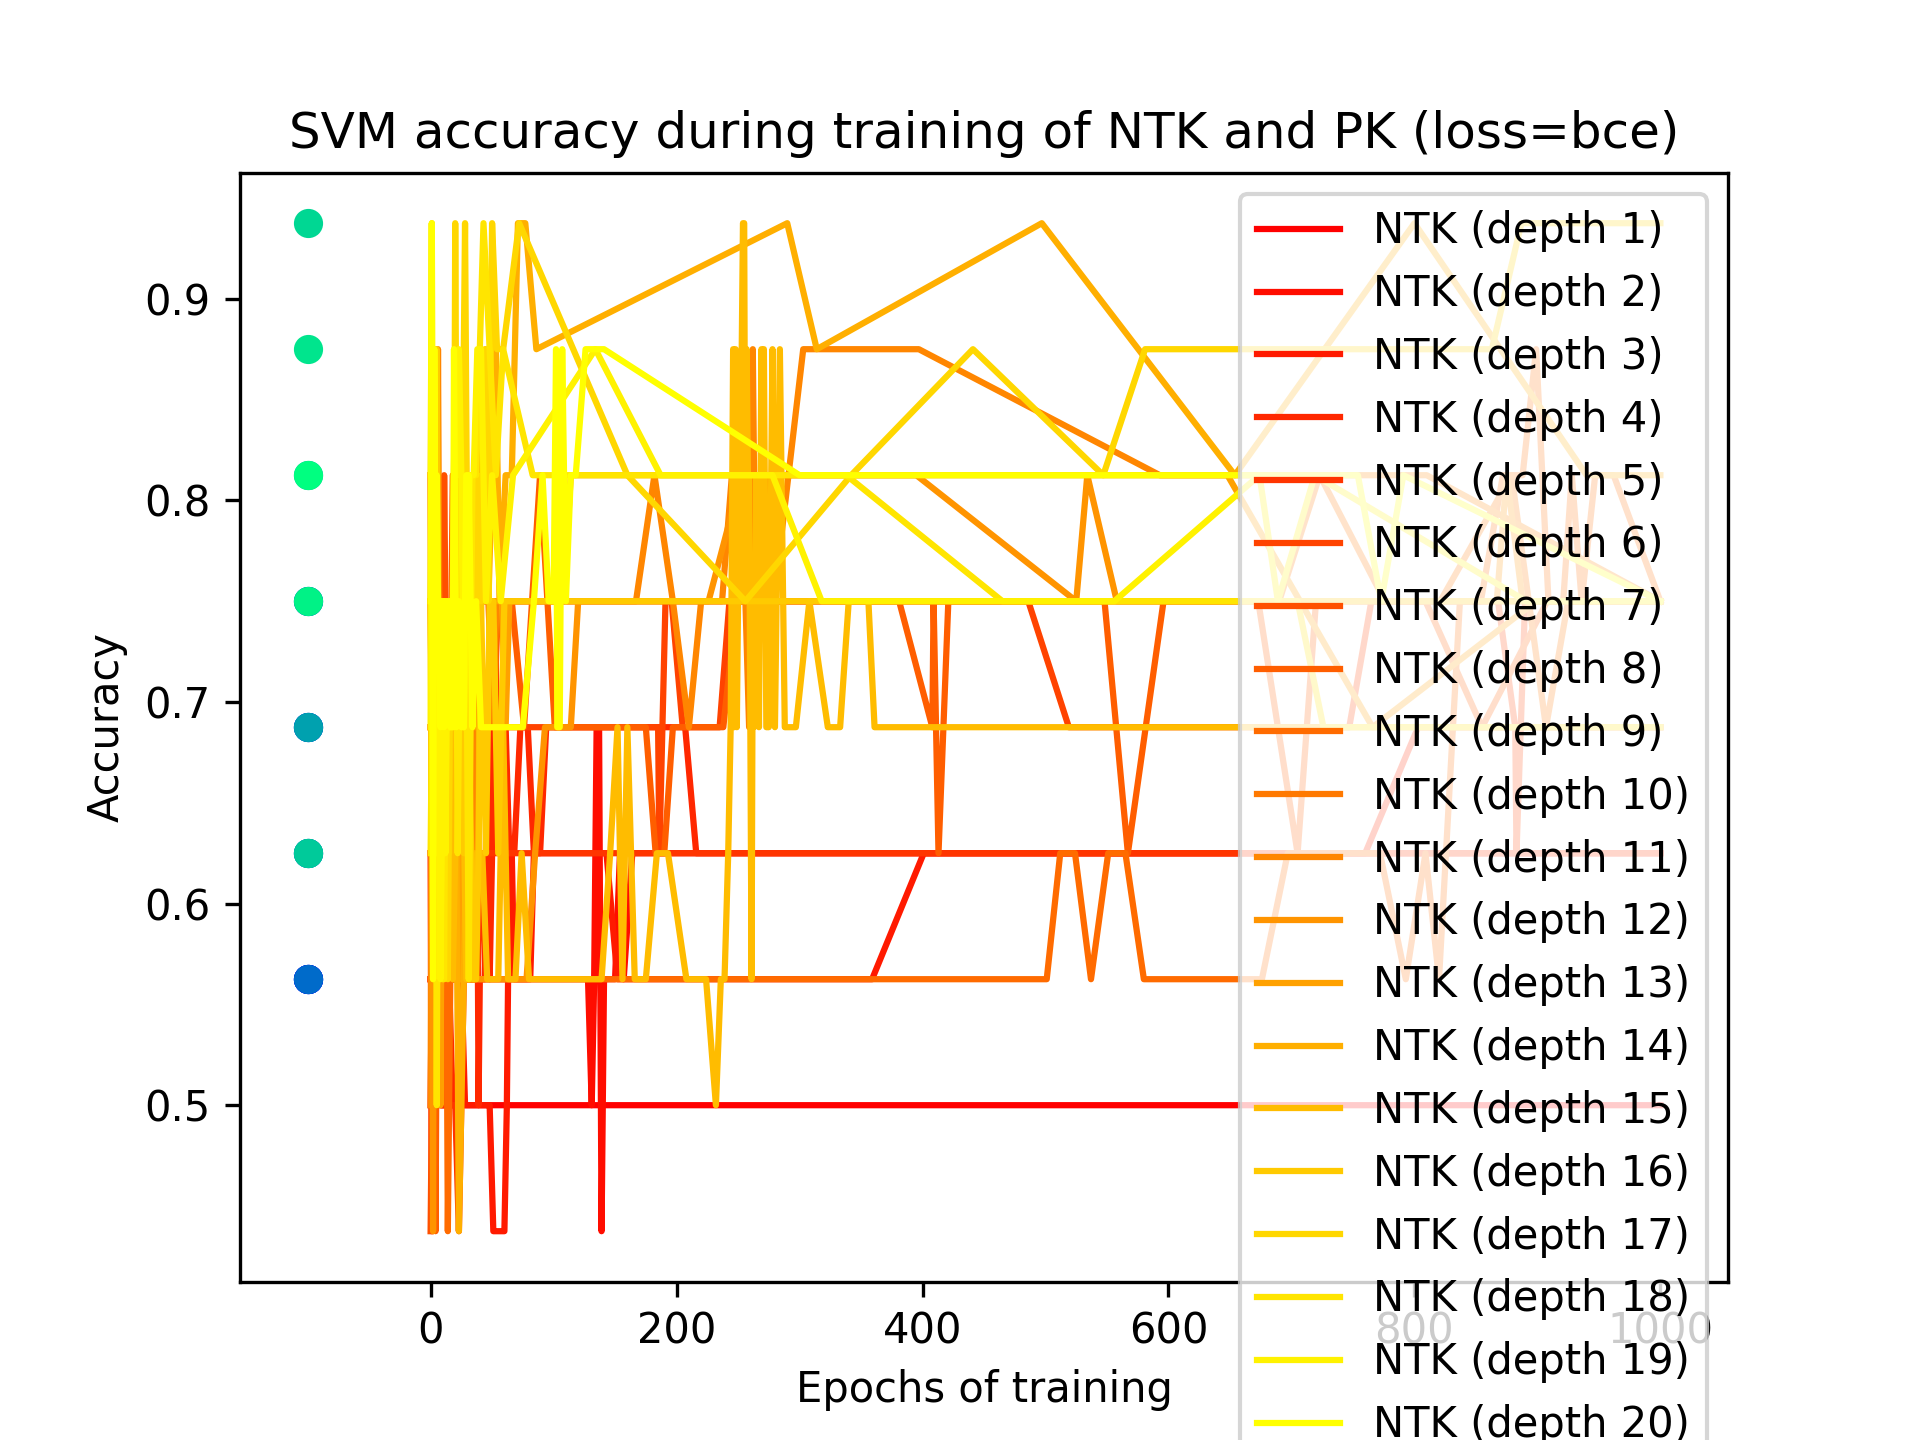 SVM accuracy during training of NTK and PK (loss=bce)
Accuracy
0.9
0.8
0.7
0.6
0.5
0
200
400
600
800
1000
Epochs of training
NTK (depth 1)
NTK (depth 2)
NTK (depth 3)
NTK (depth 4)
NTK (depth 5)
NTK (depth 6)
NTK (depth 7)
NTK (depth 8)
NTK (depth 9)
NTK (depth 10)
NTK (depth 11)
NTK (depth 12)
NTK (depth 13)
NTK (depth 14)
NTK (depth 15)
NTK (depth 16)
NTK (depth 17)
NTK (depth 18)
NTK (depth 19)
NTK (depth 20)